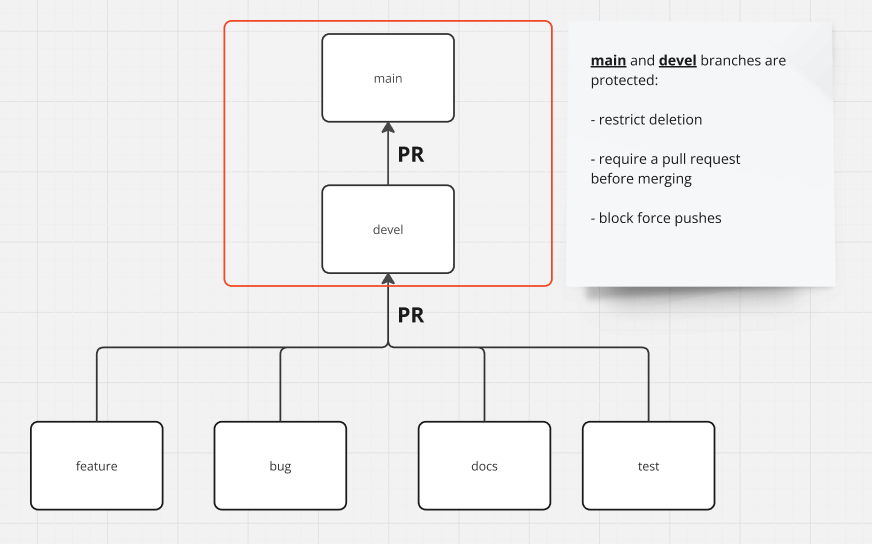 main
PR
devel
PR
feature
bug
docs
test
main and devel branches are
protected:
- restrict deletion
- require a pull request
before merging
- block force pushes